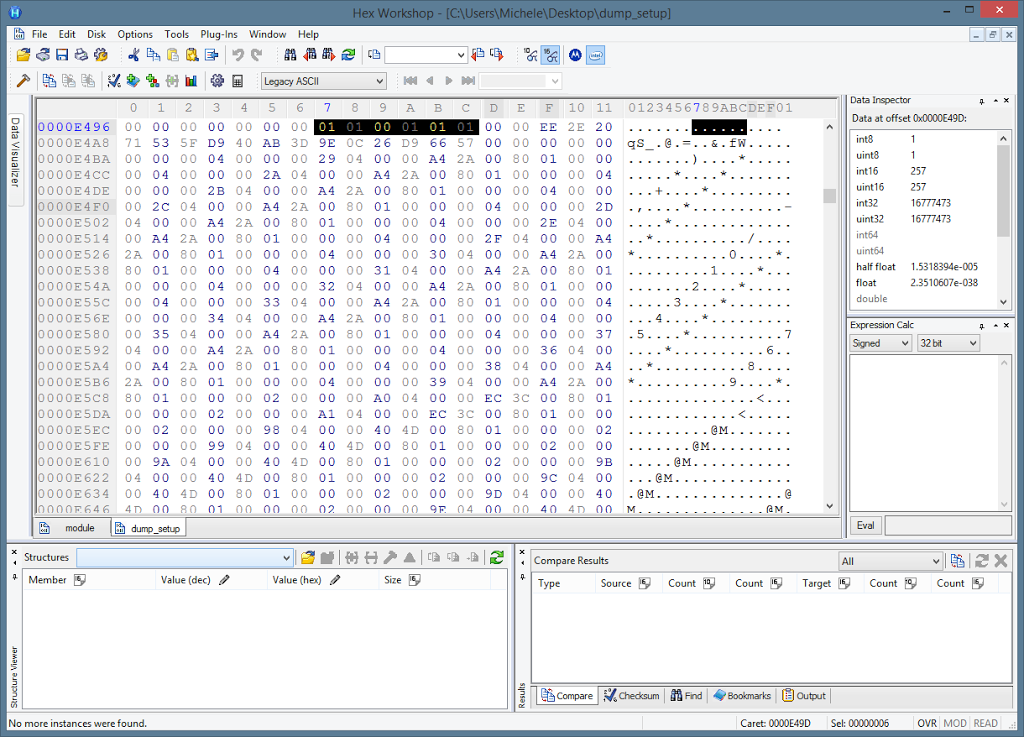 Hex Workshop - [C:\Users\Michele\Desktop\dump_setup]
File Edit Disk Options Tools Plug-Ins Window Help
Legacy ASCII
Data Visualizer
0 1 2 3 4 5 6 7 8 9 A B C D E F 10 11 0123456789ABCDEF01
0000E496 00 00 00 00 00 00 00 01 01 00 01 01 01 00 00 EE 2E 20 ................. 
0000E4A8 71 53 5F D9 40 AB 3D 9E 0C 26 D9 66 57 00 00 00 00 00 qS_.@.=..&.fW.....
0000E4BA 00 00 00 04 00 00 00 29 04 00 00 A4 2A 00 80 01 00 00 .......)....*.....
0000E4CC 00 04 00 00 00 2A 04 00 00 A4 2A 00 80 01 00 00 00 04 .....*....*.......
0000E4DE 00 00 00 2B 04 00 00 A4 2A 00 80 01 00 00 00 04 00 00 ...+....*.........
0000E4F0 00 2C 04 00 00 A4 2A 00 80 01 00 00 00 04 00 00 00 2D .,....*..........-
0000E502 04 00 00 A4 2A 00 80 01 00 00 00 04 00 00 00 2E 04 00 ....*.............
0000E514 00 A4 2A 00 80 01 00 00 00 04 00 00 00 2F 04 00 00 A4 ..*........../....
0000E526 2A 00 80 01 00 00 00 04 00 00 00 30 04 00 00 A4 2A 00 *..........0....*.
0000E538 80 01 00 00 00 04 00 00 00 31 04 00 00 A4 2A 00 80 01 .........1....*...
0000E54A 00 00 00 04 00 00 00 32 04 00 00 A4 2A 00 80 01 00 00 .......2....*.....
0000E55C 00 04 00 00 00 33 04 00 00 A4 2A 00 80 01 00 00 00 04 .....3....*.......
0000E56E 00 00 00 34 04 00 00 A4 2A 00 80 01 00 00 00 04 00 00 ...4....*.........
0000E580 00 35 04 00 00 A4 2A 00 80 01 00 00 00 04 00 00 00 37 .5....*..........7
0000E592 04 00 00 A4 2A 00 80 01 00 00 00 04 00 00 00 36 04 00 ....*..........6..
0000E5A4 00 A4 2A 00 80 01 00 00 00 04 00 00 00 38 04 00 00 A4 ..*..........8....
0000E5B6 2A 00 80 01 00 00 00 04 00 00 00 39 04 00 00 A4 2A 00 *..........9....*.
0000E5C8 80 01 00 00 00 02 00 00 00 A0 04 00 00 EC 3C 00 80 01 ..............<...
0000E5DA 00 00 00 02 00 00 00 A1 04 00 00 EC 3C 00 80 01 00 00 ............<.....
0000E5EC 00 02 00 00 00 98 04 00 00 40 4D 00 80 01 00 00 00 02 .........@M.......
0000E5FE 00 00 00 99 04 00 00 40 4D 00 80 01 00 00 00 02 00 00 .......@M.........
0000E610 00 9A 04 00 00 40 4D 00 80 01 00 00 00 02 00 00 00 9B .....@M...........
0000E622 04 00 00 40 4D 00 80 01 00 00 00 02 00 00 00 9C 04 00 ...@M.............
0000E634 00 40 4D 00 80 01 00 00 00 02 00 00 00 9D 04 00 00 40 .@M..............@
0000E646 4D 00 80 01 00 00 00 02 00 00 00 9E 04 00 00 40 4D 00 M..............@M.
module dump_setup
Data Inspector
Data at offset 0x0000E49D:
int8 1
uint8 1
int16 257
uint16 257
int32 16777473
uint32 16777473
int64
uint64
half float 1.5318394e-005
float 2.3510607e-038
double
Expression Calc
Signed 32 bit
Eval
Structures
Member Value (dec) Value (hex) Size
Structure Viewer
Compare Results All
Type Source Count Count Target Count Count
Results
Compare Checksum Find Bookmarks Output
No more instances were found. Caret: 0000E49D Sel: 00000006 OVR MOD READ